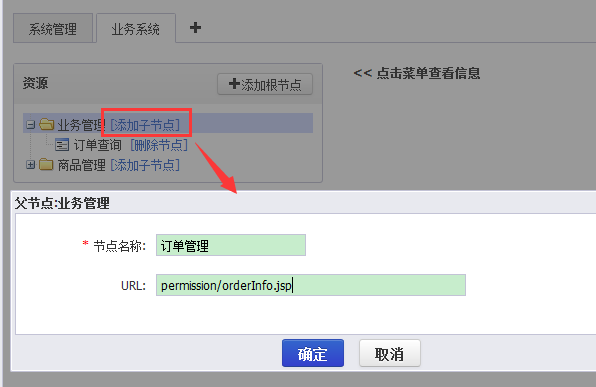 系统管理 业务系统 +
资源 +添加根节点 << 点击菜单查看信息
业务管理 [添加子节点]
订单查询 [删除节点]
商品管理 [添加子节点]
父节点:业务管理
* 节点名称: 订单管理
URL: permission/orderInfo.jsp
确定 取消